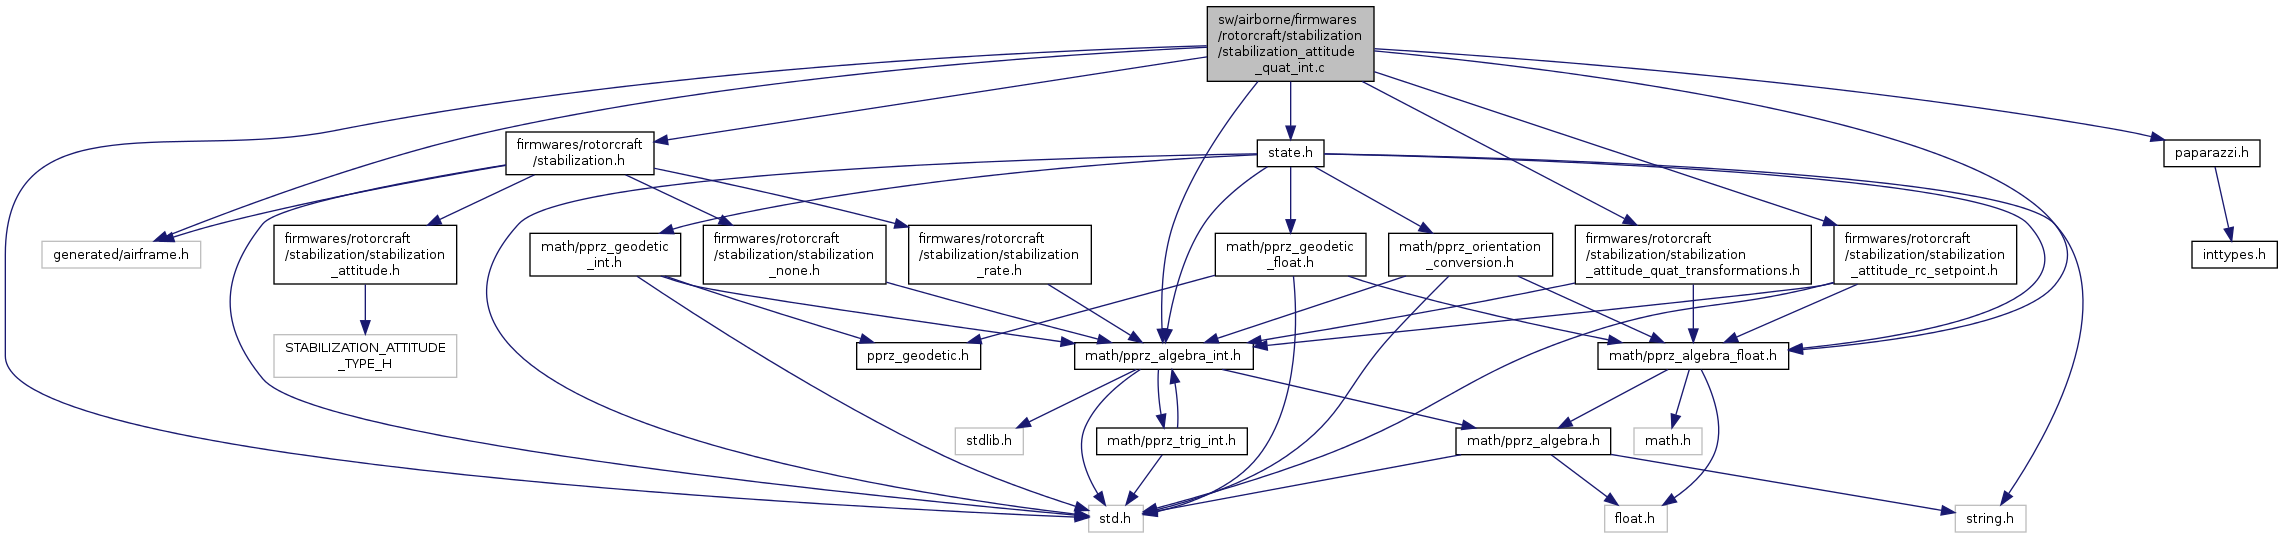 sw/airborne/firmwares
/rotorcraft/stabilization
/stabilization_attitude
_quat_int.c
firmwares/rotorcraft
/stabilization.h
state.h
paparazzi.h
generated/airframe.h
firmwares/rotorcraft
/stabilization/stabilization
_attitude.h
math/pprz_geodetic
_int.h
firmwares/rotorcraft
/stabilization/stabilization
_none.h
firmwares/rotorcraft
/stabilization/stabilization
_rate.h
math/pprz_geodetic
_float.h
math/pprz_orientation
_conversion.h
firmwares/rotorcraft
/stabilization/stabilization
_attitude_quat_transformations.h
firmwares/rotorcraft
/stabilization/stabilization
_attitude_rc_setpoint.h
inttypes.h
STABILIZATION_ATTITUDE
_TYPE_H
pprz_geodetic.h
math/pprz_algebra_int.h
math/pprz_algebra_float.h
stdlib.h
math/pprz_trig_int.h
math/pprz_algebra.h
math.h
std.h
float.h
string.h